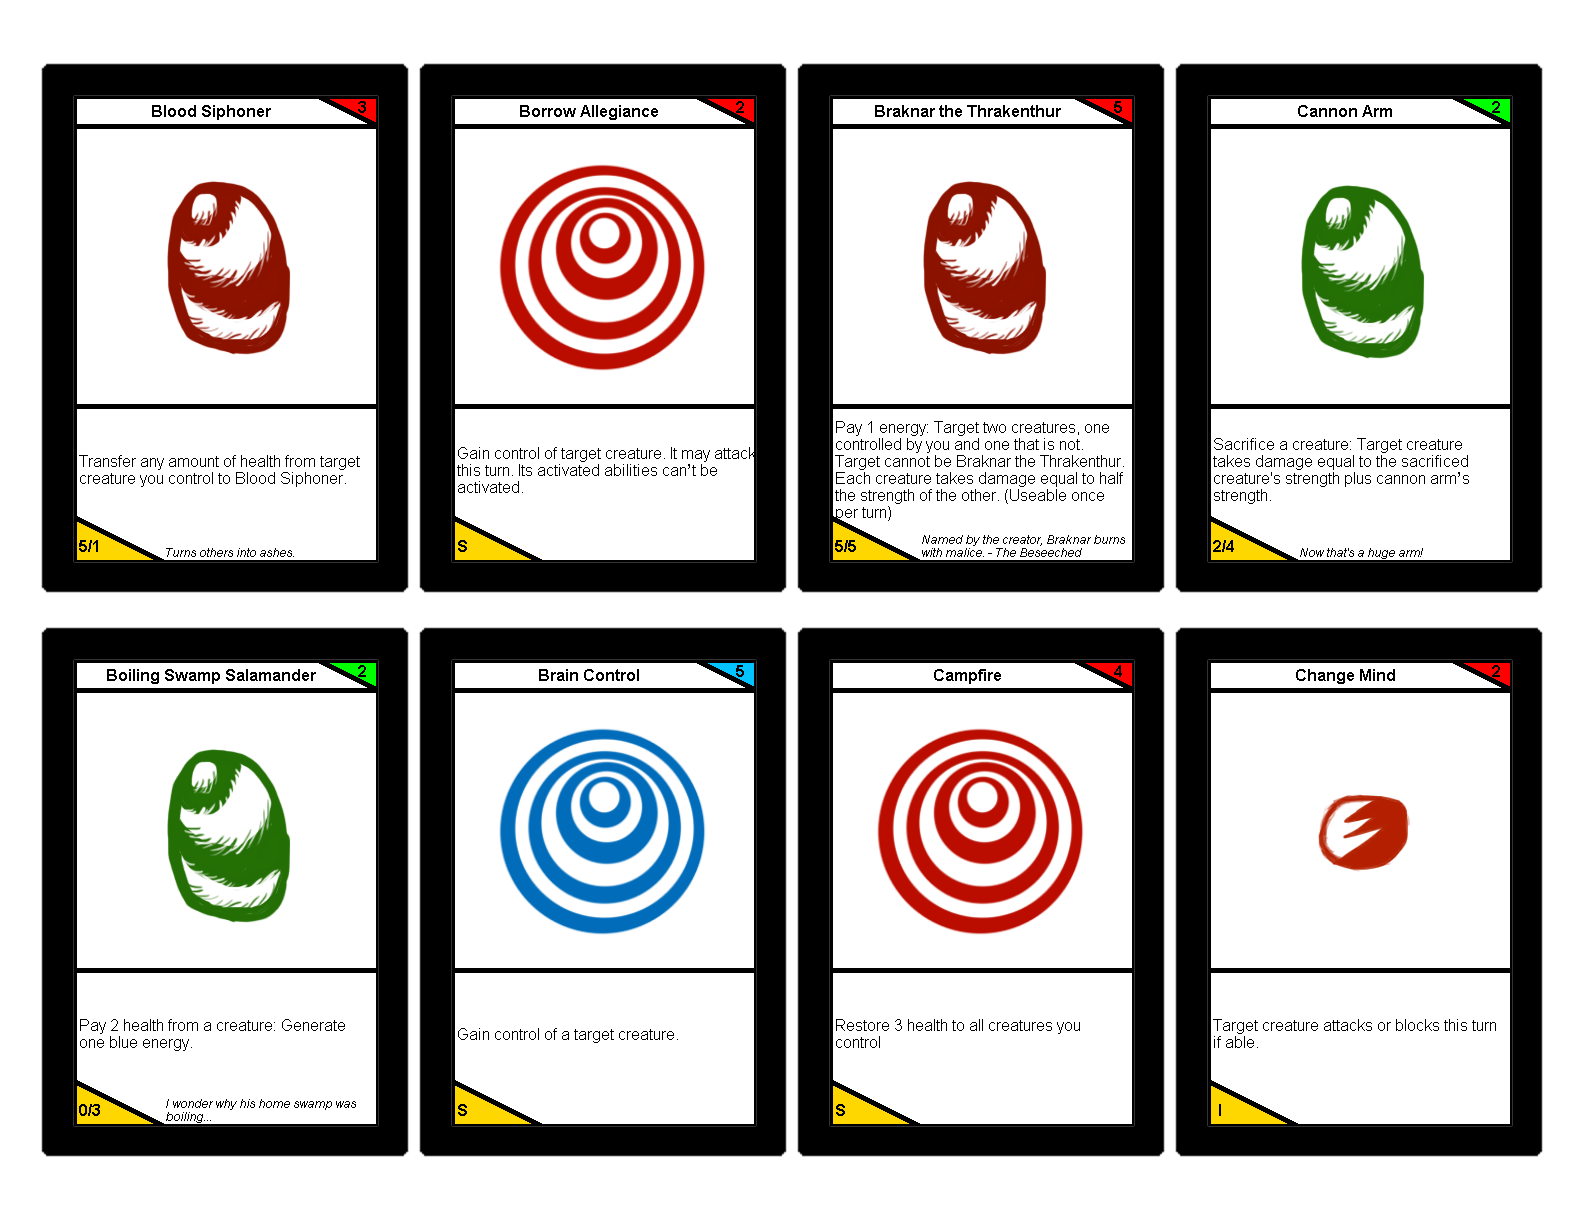 Blood Siphoner 3
Transfer any amount of health from target
creature you control to Blood Siphoner.
5/1
Turns others into ashes.
Borrow Allegiance 2
Gain control of target creature. It may attack
this turn. Its activated abilities can't be
activated.
S
Braknar the Thrakenthur 5
Pay 1 energy: Target two creatures, one
controlled by you and one that is not.
Target cannot be Braknar the Thrakenthur.
Each creature takes damage equal to half
the strength of the other. (Useable once
per turn)
5/5
Named by the creator, Braknar burns
with malice. - The Beseeched
Cannon Arm 2
Sacrifice a creature: Target creature
takes damage equal to the sacrificed
creature's strength plus cannon arm's
strength.
2/4
Now that's a huge arm!
Boiling Swamp Salamander 2
Pay 2 health from a creature: Generate
one blue energy.
0/3
I wonder why his home swamp was
boiling...
Brain Control 5
Gain control of a target creature.
S
Campfire 4
Restore 3 health to all creatures you
control
S
Change Mind 2
Target creature attacks or blocks this turn
if able.
I